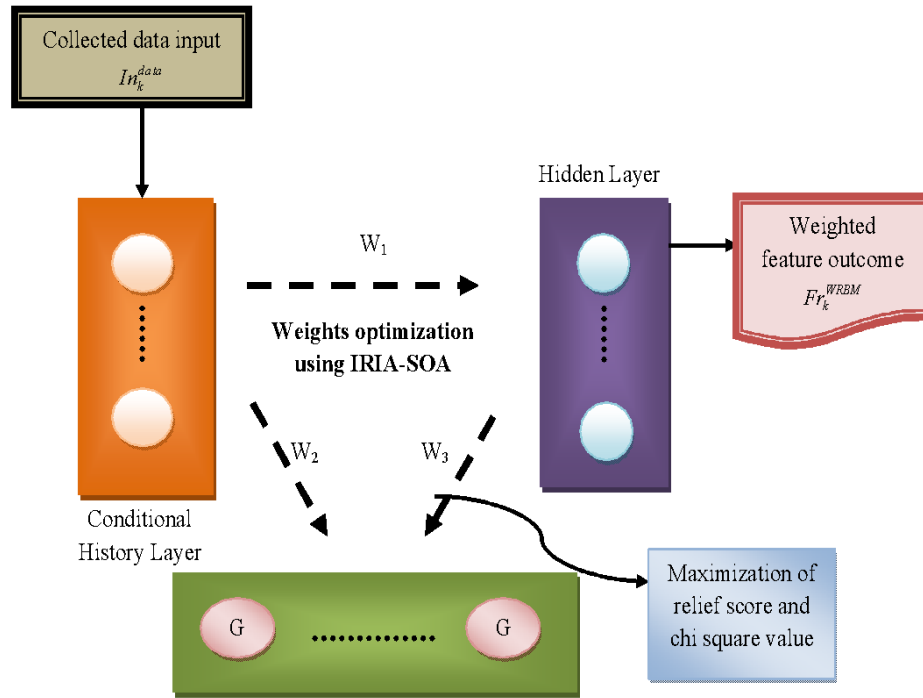 Collected data input
In_k^data
Hidden Layer
Weighted
feature outcome
Fr_k^WRBM
W₁
Weights optimization
using IRIA-SOA
W₂
W₃
Conditional
History Layer
Maximization of
relief score and
chi square value
G
G